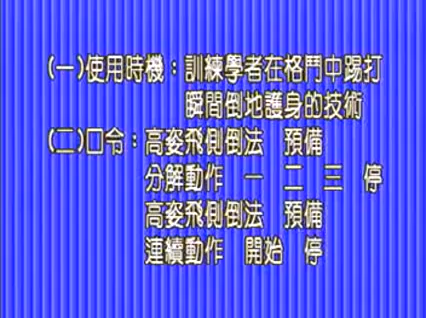 (一)使用時機：訓練學者在格鬥中踢打
瞬間倒地護身的技術
(二)口令：高姿飛側倒法　預備
分解動作　一　二　三　停
高姿飛側倒法　預備
連續動作　開始　停